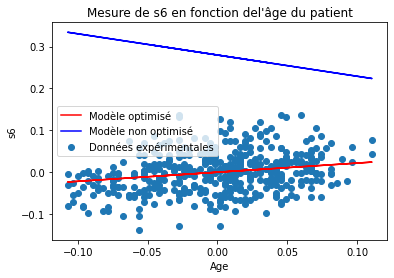 Mesure de s6 en fonction del'âge du patient
0.3
0.2
0.1
0.0
−0.1
s6
Modèle optimisé
Modèle non optimisé
Données expérimentales
−0.10
−0.05
0.00
0.05
0.10
Age